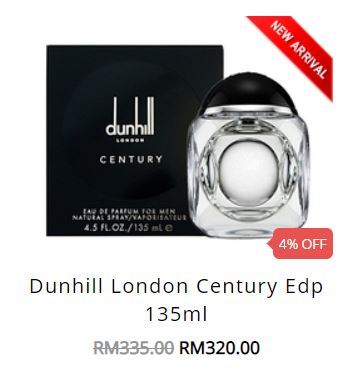 NEW ARRIVAL
dunhill
LONDON
CENTURY
EAU DE PARFUM FOR MEN
NATURAL SPRAY/VAPORISATEUR
4.5 FL.OZ./135 ml e
4% OFF
Dunhill London Century Edp
135ml
RM335.00 RM320.00